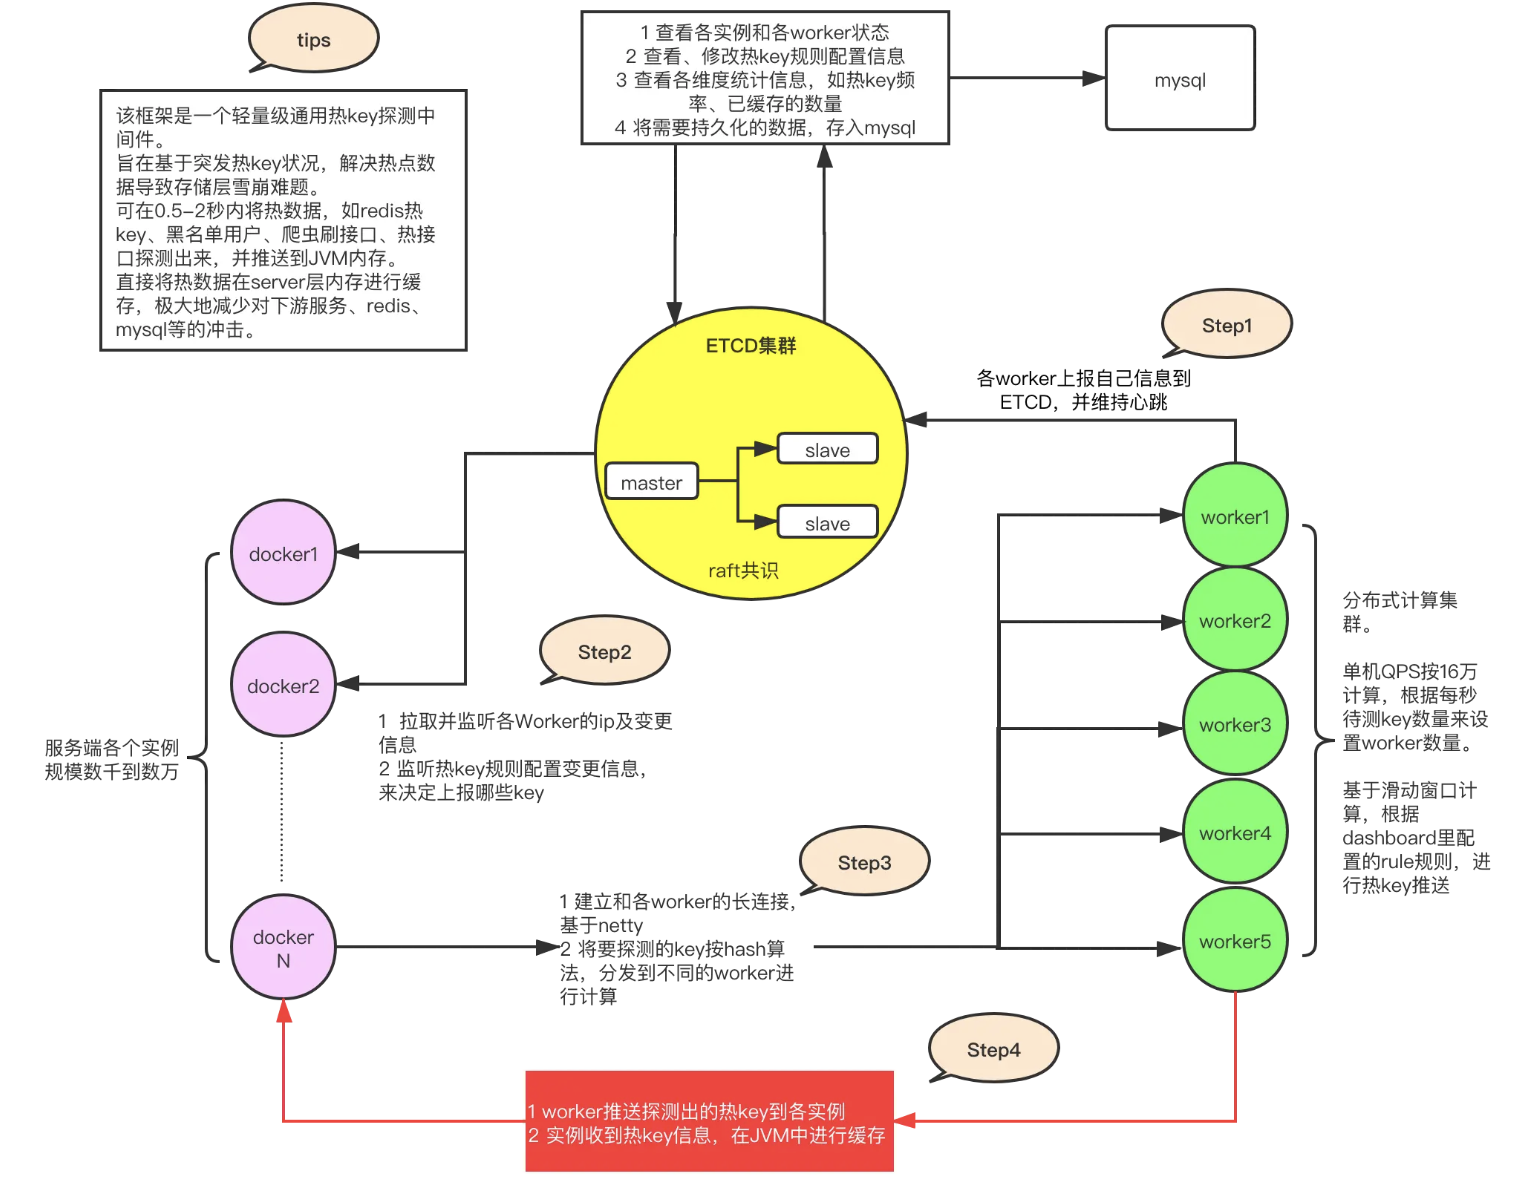 tips
该框架是一个轻量级通用热key探测中
间件。
旨在基于突发热key状况，解决热点数
据导致存储层雪崩难题。
可在0.5-2秒内将热数据，如redis热
key、黑名单用户、爬虫刷接口、热接
口探测出来，并推送到JVM内存。
直接将热数据在server层内存进行缓
存，极大地减少对下游服务、redis、
mysql等的冲击。
1 查看各实例和各worker状态
2 查看、修改热key规则配置信息
3 查看各维度统计信息，如热key频
率、已缓存的数量
4 将需要持久化的数据，存入mysql
mysql
ETCD集群
master
slave
slave
raft共识
Step1
各worker上报自己信息到
ETCD，并维持心跳
docker1
docker2
docker
N
服务端各个实例
规模数千到数万
Step2
1 拉取并监听各Worker的ip及变更
信息
2 监听热key规则配置变更信息，
来决定上报哪些key
Step3
1 建立和各worker的长连接，
基于netty
2 将要探测的key按hash算
法，分发到不同的worker进
行计算
worker1
worker2
worker3
worker4
worker5
分布式计算集
群。
单机QPS按16万
计算，根据每秒
待测key数量来设
置worker数量。
基于滑动窗口计
算，根据
dashboard里配
置的rule规则，进
行热key推送
Step4
1 worker推送探测出的热key到各实例
2 实例收到热key信息，在JVM中进行缓存